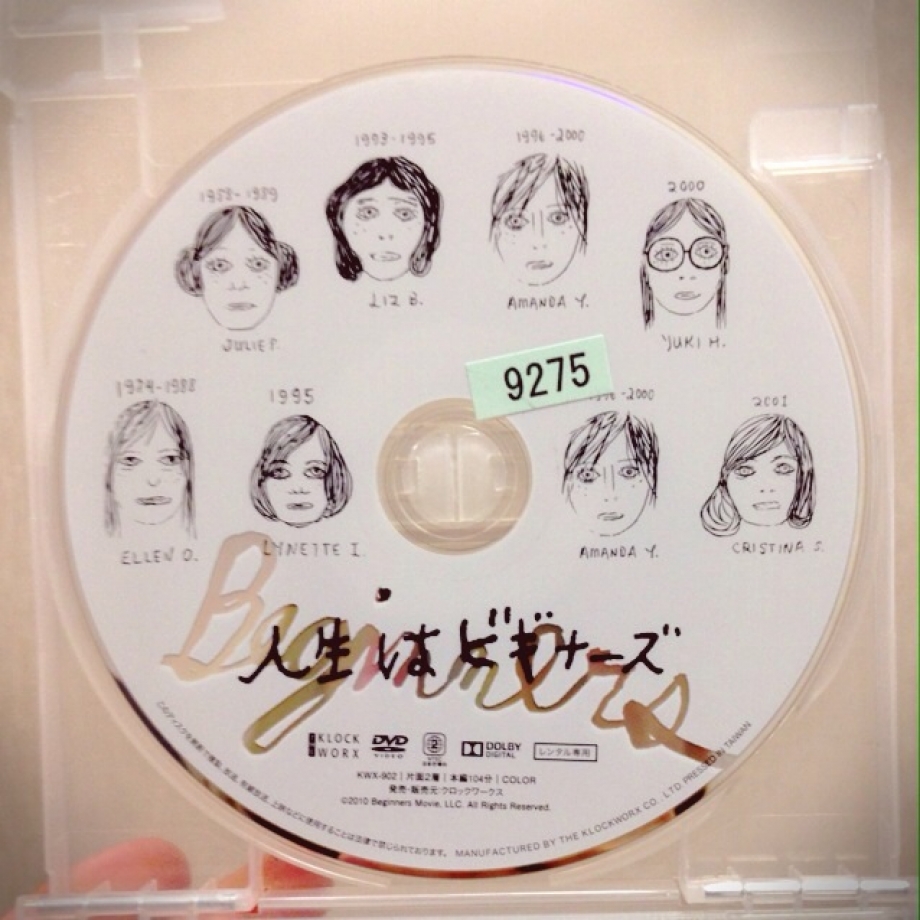 1993-1995
1996-2000
2000
LIZ B.
AMANDA Y.
YUKI H.
JULIE P.
9275
1995
-2000
2001
ELLEN O.
LYNETTE I.
AMANDA Y.
CRISTINA S.
Beginners
人生はビギナーズ
KLOCK WORX DVD VIDEO 2 DOLBY DIGITAL レンタル専用
KWX-902 | 片面2層 | 本編104分 | COLOR
発売・販売元:クロックワークス
©2010 Beginners Movie, LLC. All Rights Reserved.
MANUFACTURED BY THE KLOCKWORX CO., LTD. PRESSED IN TAIWAN